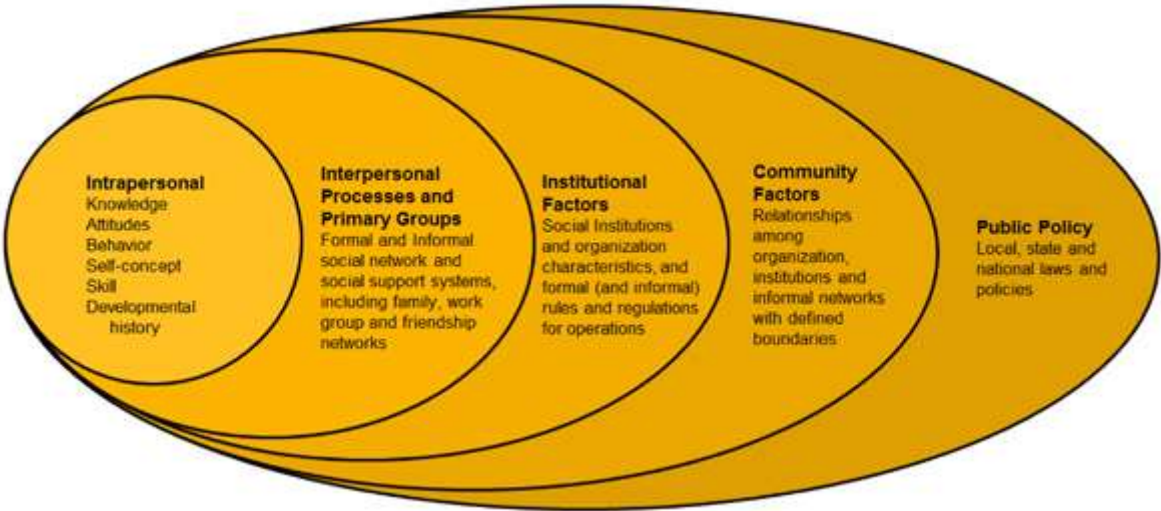 Intrapersonal
Knowledge
Attitudes
Behavior
Self-concept
Skill
Developmental
history
Interpersonal
Processes and
Primary Groups
Formal and Informal
social network and
social support systems,
including family, work
group and friendship
networks
Institutional
Factors
Social Institutions
and organization
characteristics, and
formal (and informal)
rules and regulations
for operations
Community
Factors
Relationships
among
organization,
institutions and
informal networks
with defined
boundaries
Public Policy
Local, state and
national laws and
policies